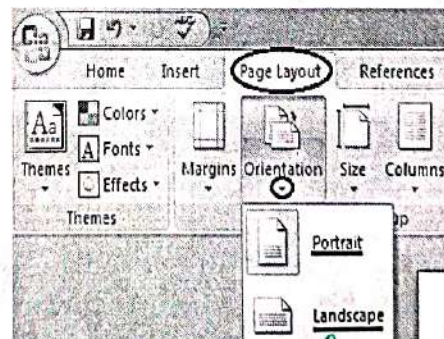 Home Insert Page Layout References
Aa Colors
A Fonts
Effects
Themes Margins Orientation Size Columns
Themes
Portrait
Landscape